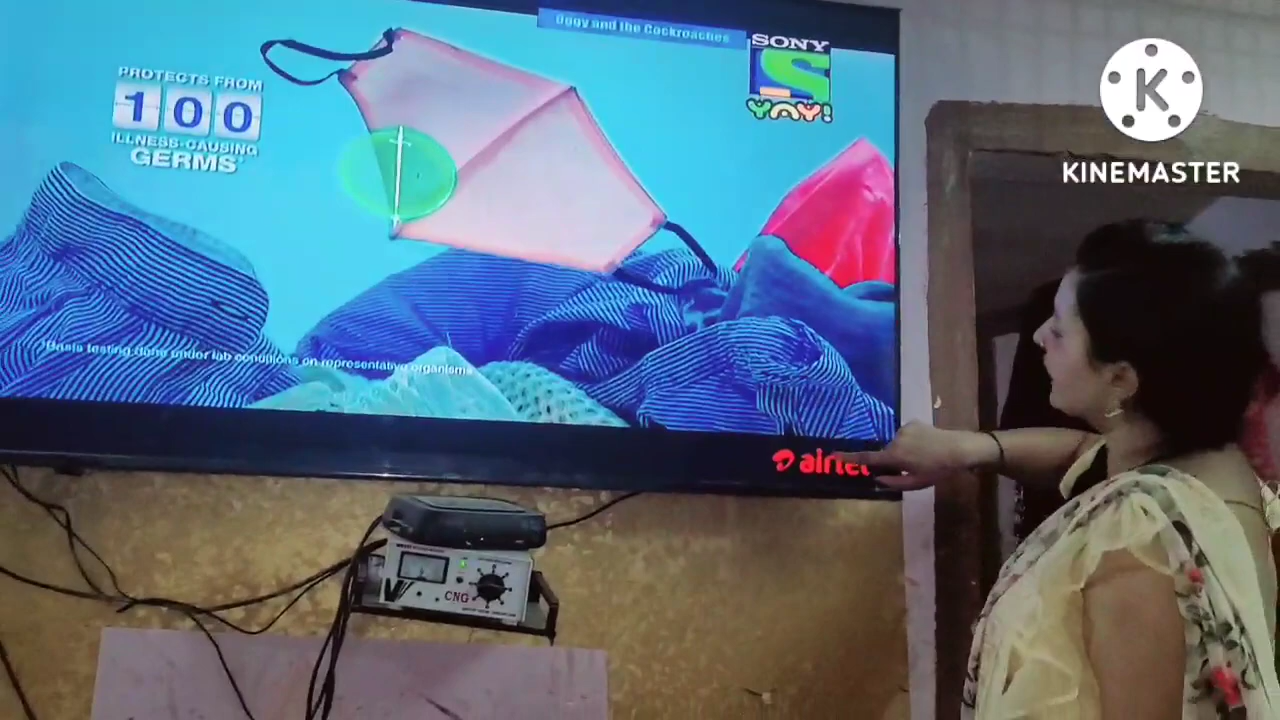 Oggy and the Cockroaches
SONY
S
YAY!
PROTECTS FROM
100
ILLNESS-CAUSING
GERMS*
*Basis testing done under lab conditions on representative organisms
airtel
CNG
K
KINEMASTER